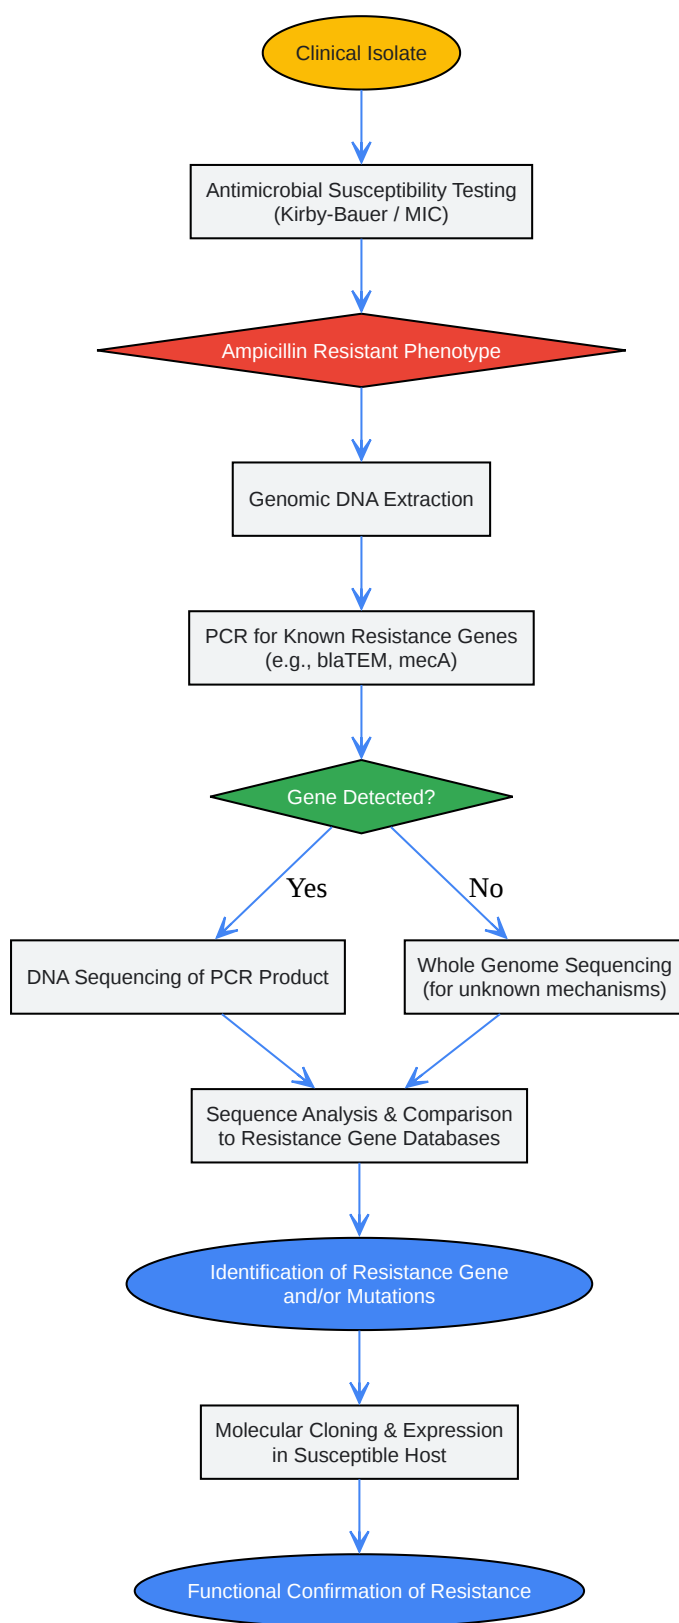 Clinical Isolate
Antimicrobial Susceptibility Testing
(Kirby-Bauer / MIC)
Ampicillin Resistant Phenotype
Genomic DNA Extraction
PCR for Known Resistance Genes
(e.g., blaTEM, mecA)
Gene Detected?
Yes
No
DNA Sequencing of PCR Product
Whole Genome Sequencing
(for unknown mechanisms)
Sequence Analysis & Comparison
to Resistance Gene Databases
Identification of Resistance Gene
and/or Mutations
Molecular Cloning & Expression
in Susceptible Host
Functional Confirmation of Resistance